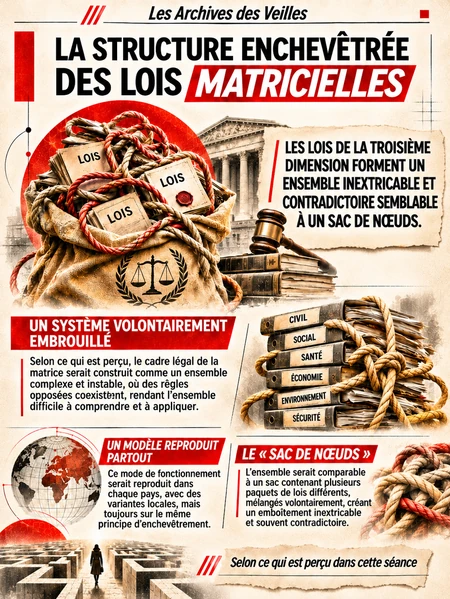 Les Archives des Veilles
LA STRUCTURE ENCHEVÊTRÉE
DES LOIS MATRICIELLES
LOIS
LOIS
LOIS
LES LOIS DE LA TROISIÈME
DIMENSION FORMENT UN
ENSEMBLE INEXTRICABLE ET
CONTRADICTOIRE SEMBLABLE
À UN SAC DE NŒUDS.
UN SYSTÈME VOLONTAIREMENT
EMBROUILLÉ
Selon ce qui est perçu, le cadre légal de la
matrice serait construit comme un ensemble
complexe et instable, où des règles
opposées coexistent, rendant l'ensemble
difficile à comprendre et à appliquer.
CIVIL
SOCIAL
SANTÉ
ÉCONOMIE
ENVIRONNEMENT
SÉCURITÉ
UN MODÈLE REPRODUIT
PARTOUT
Ce mode de fonctionnement
serait reproduit dans
chaque pays, avec des
variantes locales, mais
toujours sur le même
principe d'enchevêtrement.
LE « SAC DE NŒUDS »
L'ensemble serait comparable
à un sac contenant plusieurs
paquets de lois différents,
mélangés volontairement, créant
un emboîtement inextricable
et souvent contradictoire.
Selon ce qui est perçu dans cette séance